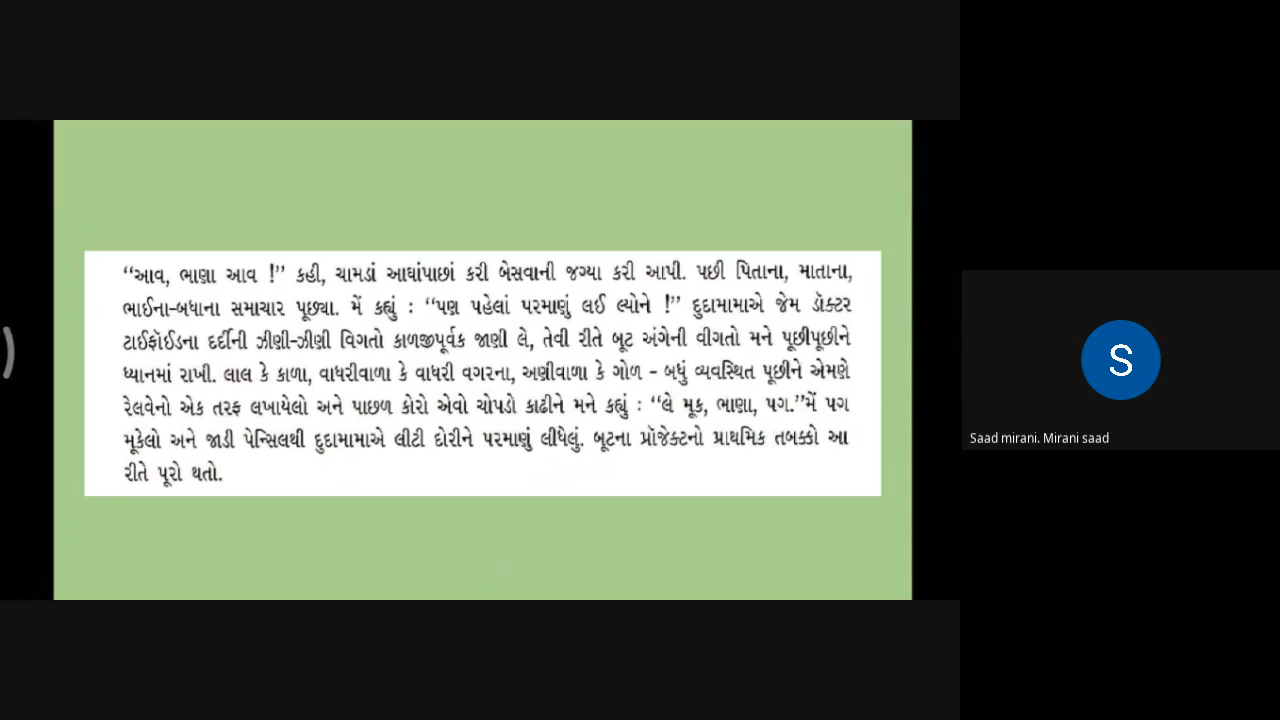 “આવ, ભાણા આવ !” કહી, ચામડાં આઘાંપાછાં કરી બેસવાની જગ્યા કરી આપી. પછી પિતાના, માતાના,
ભાઈના-બધાના સમાચાર પૂછ્યા. મેં કહ્યું : “પણ પહેલાં પરમાણું લઈ લ્યોને !” દુદામામાએ જેમ ડૉક્ટર
ટાઈફૉઈડના દર્દીની ઝીણી-ઝીણી વિગતો કાળજીપૂર્વક જાણી લે, તેવી રીતે બૂટ અંગેની વીગતો મને પૂછીપૂછીને
ધ્યાનમાં રાખી. લાલ કે કાળા, વાધરીવાળા કે વાધરી વગરના, અણીવાળા કે ગોળ – બધું વ્યવસ્થિત પૂછીને એમણે
રેલવેનો એક તરફ લખાયેલો અને પાછળ કોરો એવો ચોપડો કાઢીને મને કહ્યું : “લે મૂક, ભાણા, પગ.”મેં પગ
મૂકેલો અને જાડી પેન્સિલથી દુદામામાએ લીટી દોરીને પરમાણું લીધેલું. બૂટના પ્રૉજેક્ટનો પ્રાથમિક તબક્કો આ
રીતે પૂરો થતો.
S
Saad mirani. Mirani saad